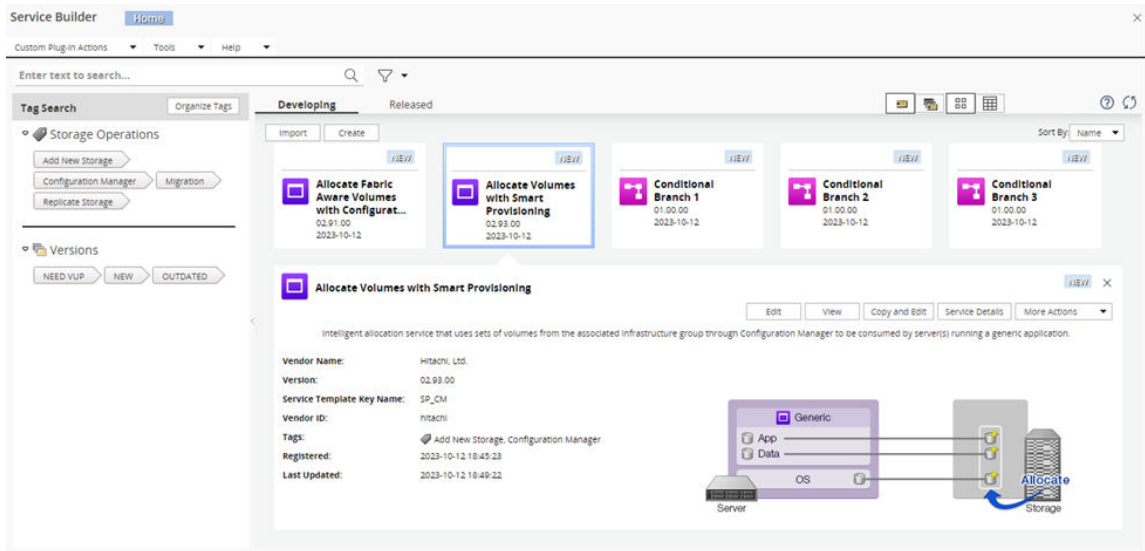 Service Builder Home
Custom Plug-in Actions Tools Help
Enter text to search...
Tag Search Organize Tags
Storage Operations
Add New Storage
Configuration Manager Migration
Replicate Storage
Versions
NEED VUP NEW OUTDATED
Developing Released
Import Create Sort By: Name
NEW
Allocate Fabric
Aware Volumes
with Configurat...
02.91.00
2023-10-12
NEW
Allocate Volumes
with Smart
Provisioning
02.93.00
2023-10-12
NEW
Conditional
Branch 1
01.00.00
2023-10-12
NEW
Conditional
Branch 2
01.00.00
2023-10-12
NEW
Conditional
Branch 3
01.00.00
2023-10-12
Allocate Volumes with Smart Provisioning NEW
Edit View Copy and Edit Service Details More Actions
Intelligent allocation service that uses sets of volumes from the associated infrastructure group through Configuration Manager to be consumed by server(s) running a generic application.
Vendor Name: Hitachi, Ltd.
Version: 02.93.00
Service Template Key Name: SP_CM
Vendor ID: hitachi
Tags: Add New Storage, Configuration Manager
Registered: 2023-10-12 18:45:23
Last Updated: 2023-10-12 18:49:22
Generic
App
Data
OS
Allocate
Server
Storage